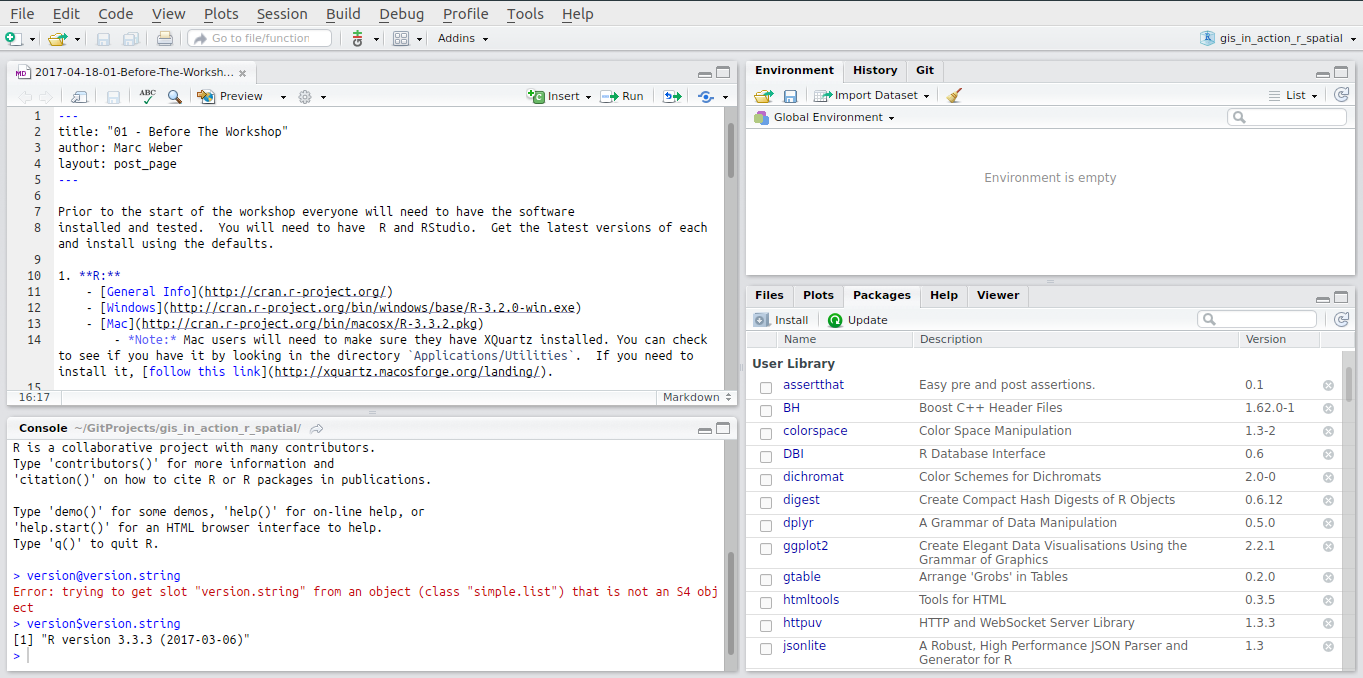 File Edit Code View Plots Session Build Debug Profile Tools Help
Go to file/function Addins gis_in_action_r_spatial
MD 2017-04-18-01-Before-The-Worksh...
ABC Preview Insert Run
1 ---
2 title: "01 - Before The Workshop"
3 author: Marc Weber
4 layout: post_page
5 ---
6
7 Prior to the start of the workshop everyone will need to have the software
8 installed and tested.  You will need to have  R and RStudio.  Get the latest versions of each
and install using the defaults.
9
10 1. **R:**
11 - [General Info](http://cran.r-project.org/)
12 - [Windows](http://cran.r-project.org/bin/windows/base/R-3.2.0-win.exe)
13 - [Mac](http://cran.r-project.org/bin/macosx/R-3.3.2.pkg)
14 - *Note:* Mac users will need to make sure they have XQuartz installed. You can check
to see if you have it by looking in the directory `Applications/Utilities`.  If you need to
install it, [follow this link](http://xquartz.macosforge.org/landing/).
15
16:17 Markdown
Console ~/GitProjects/gis_in_action_r_spatial/
R is a collaborative project with many contributors.
Type 'contributors()' for more information and
'citation()' on how to cite R or R packages in publications.
Type 'demo()' for some demos, 'help()' for on-line help, or
'help.start()' for an HTML browser interface to help.
Type 'q()' to quit R.
> version@version.string
Error: trying to get slot "version.string" from an object (class "simple.list") that is not an S4 obj
ect
> version$version.string
[1] "R version 3.3.3 (2017-03-06)"
>
Environment History Git
Import Dataset List
Global Environment
Environment is empty
Files Plots Packages Help Viewer
Install Update
Name Description Version
User Library
assertthat Easy pre and post assertions. 0.1
BH Boost C++ Header Files 1.62.0-1
colorspace Color Space Manipulation 1.3-2
DBI R Database Interface 0.6
dichromat Color Schemes for Dichromats 2.0-0
digest Create Compact Hash Digests of R Objects 0.6.12
dplyr A Grammar of Data Manipulation 0.5.0
ggplot2 Create Elegant Data Visualisations Using the 2.2.1
Grammar of Graphics
gtable Arrange 'Grobs' in Tables 0.2.0
htmltools Tools for HTML 0.3.5
httpuv HTTP and WebSocket Server Library 1.3.3
jsonlite A Robust, High Performance JSON Parser and 1.3
Generator for R